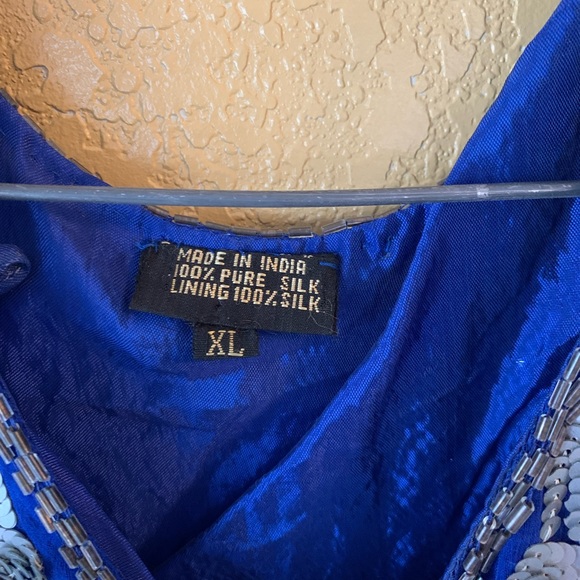 MADE IN INDIA
100% PURE SILK
LINING 100% SILK
XL